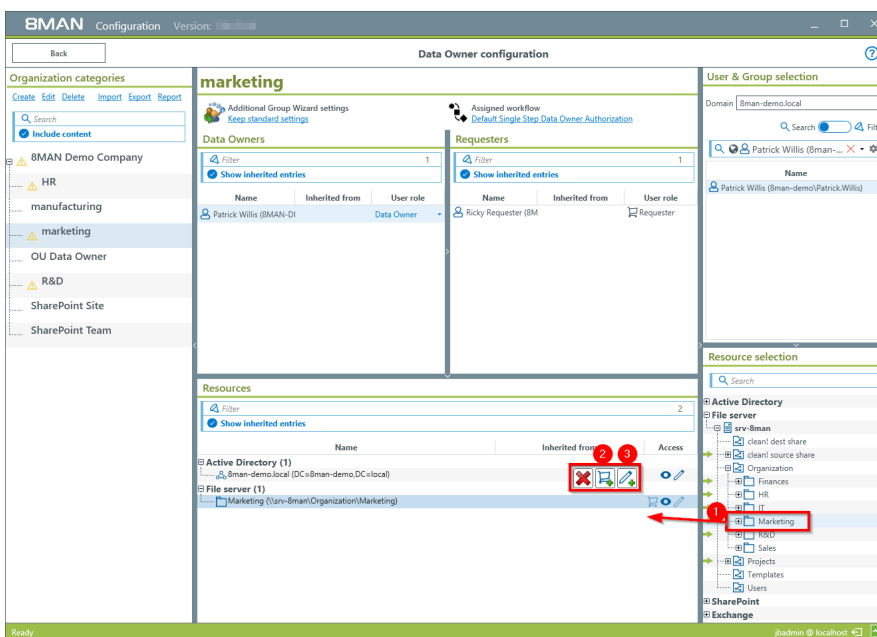 8MAN Configuration Version:
Back
Data Owner configuration
Organization categories
Create Edit Delete Import Export Report
Search
Include content
8MAN Demo Company
HR
manufacturing
marketing
OU Data Owner
R&D
SharePoint Site
SharePoint Team
marketing
Additional Group Wizard settings
Keep standard settings
Assigned workflow
Default Single Step Data Owner Authorization
Data Owners
Filter 1
Show inherited entries
Name Inherited from User role
Patrick Willis (8MAN-DI Data Owner
Requesters
Filter 1
Show inherited entries
Name Inherited from User role
Ricky Requester (8M Requester
Resources
Filter 2
Show inherited entries
Name Inherited from Access
2 3
Active Directory (1)
8man-demo.local (DC=8man-demo,DC=local)
File server (1)
Marketing (\\srv-8man\Organization\Marketing)
User & Group selection
Domain 8man-demo.local
Search Filt
Patrick Willis (8man-...
Name
Patrick Willis (8man-demo\Patrick.Willis)
Resource selection
Search
Active Directory
File server
srv-8man
clean! dest share
clean! source share
Organization
Finances
HR
IT
1
Marketing
R&D
Sales
Projects
Templates
Users
SharePoint
Exchange
Ready jbadmin @ localhost